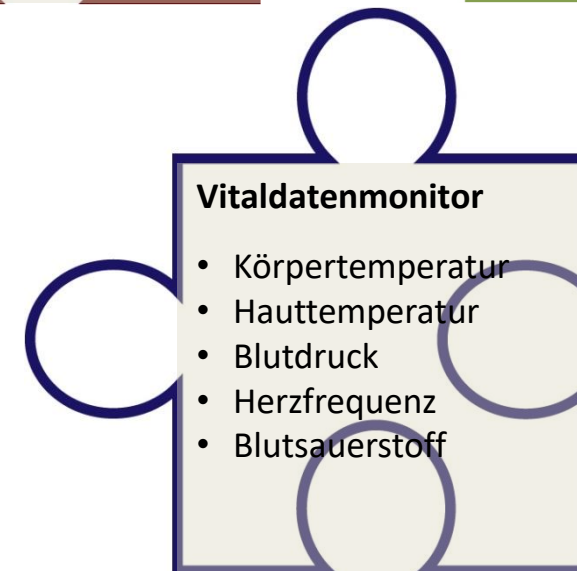 Vitaldatenmonitor
• Körpertemperatur
• Hauttemperatur
• Blutdruck
• Herzfrequenz
• Blutsauerstoff